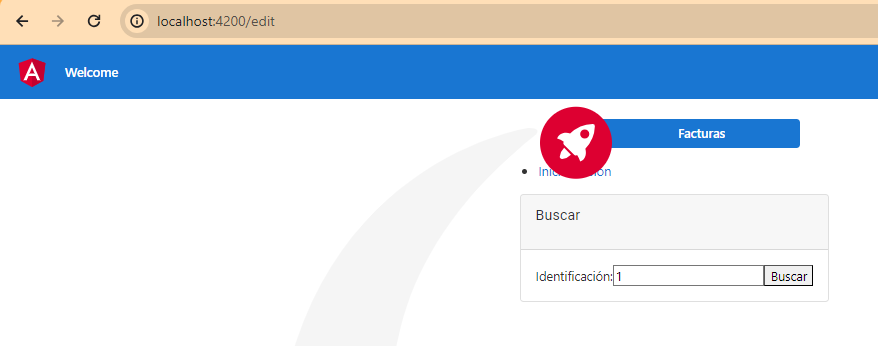 localhost:4200/edit
Welcome
Facturas
Buscar
Identificación: 1 Buscar